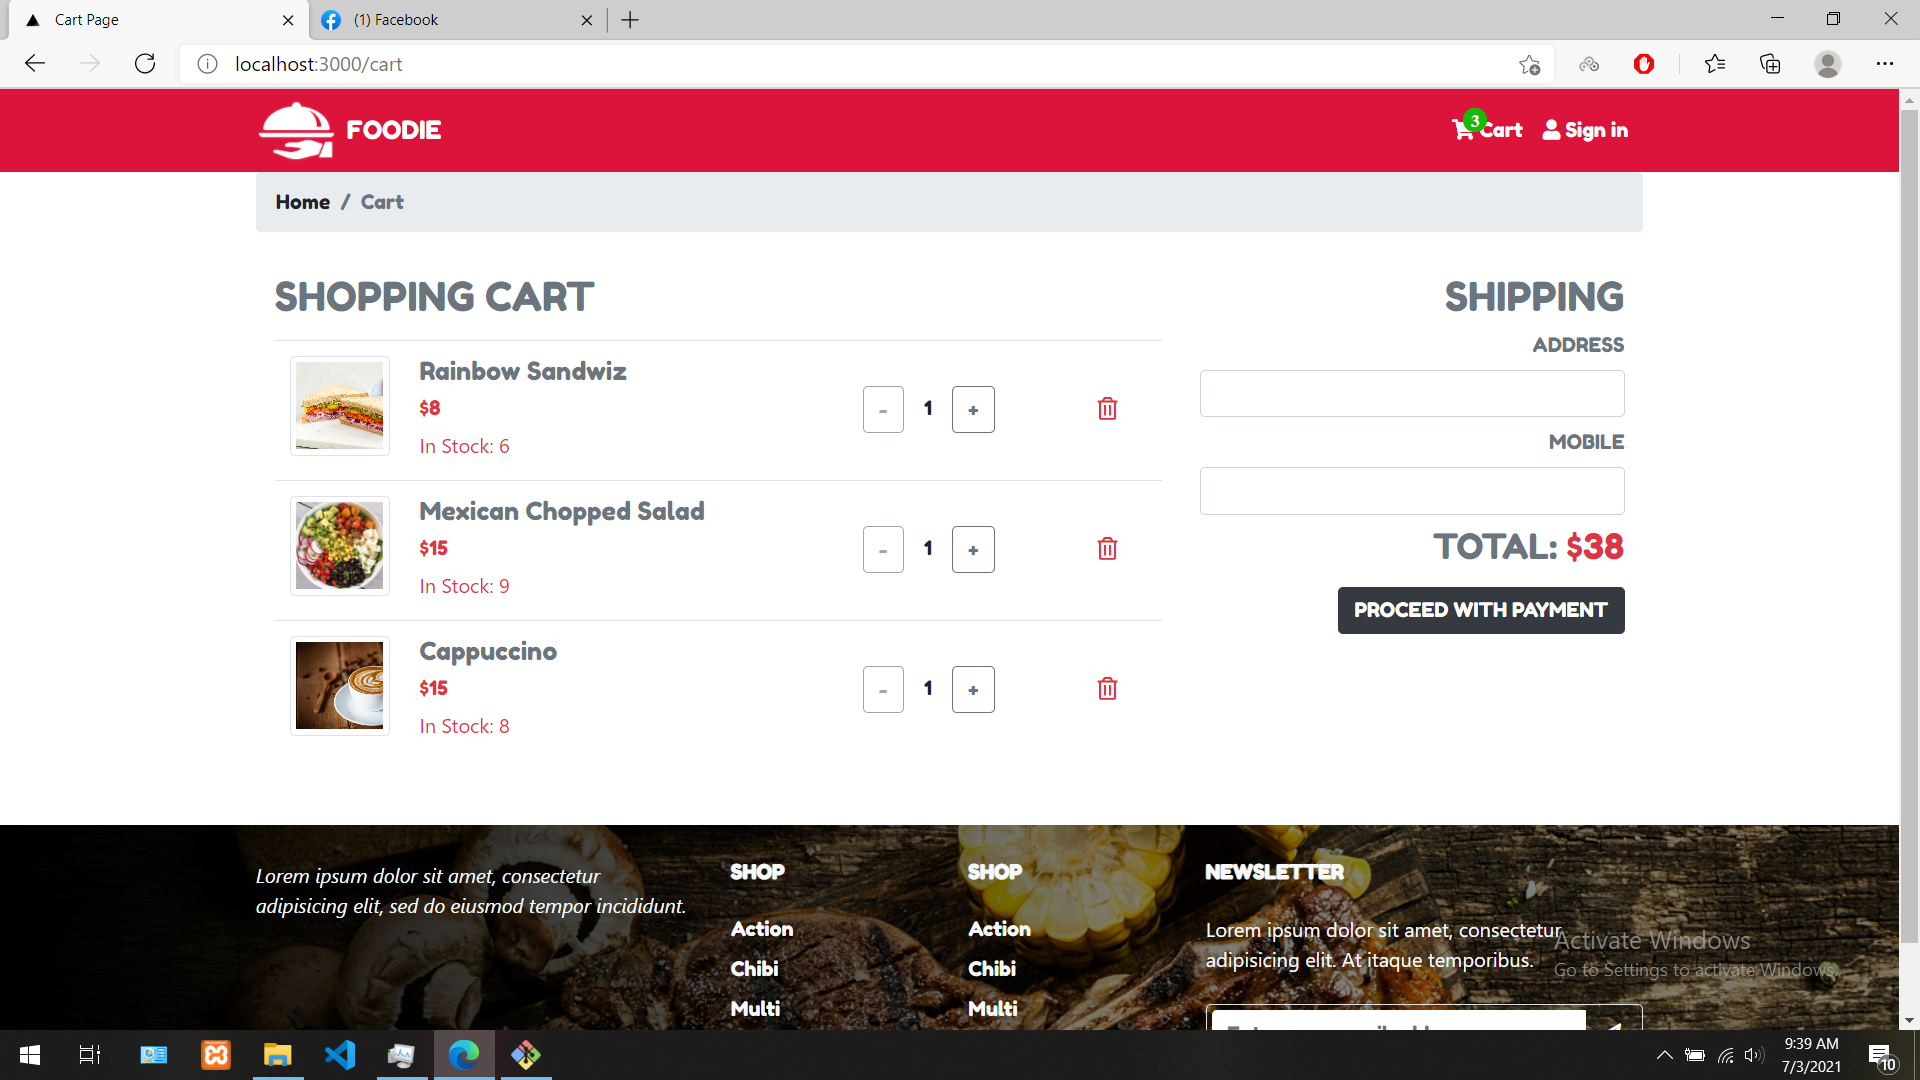 Cart Page
(1) Facebook
localhost:3000/cart
FOODIE
3
Cart
Sign in
Home / Cart
SHOPPING CART
Rainbow Sandwiz
$8
In Stock: 6
- 1 +
Mexican Chopped Salad
$15
In Stock: 9
- 1 +
Cappuccino
$15
In Stock: 8
- 1 +
SHIPPING
ADDRESS
MOBILE
TOTAL: $38
PROCEED WITH PAYMENT
Lorem ipsum dolor sit amet, consectetur
adipisicing elit, sed do eiusmod tempor incididunt.
SHOP
Action
Chibi
Multi
SHOP
Action
Chibi
Multi
NEWSLETTER
Lorem ipsum dolor sit amet, consectetur
adipisicing elit. At itaque temporibus.
Activate Windows
Go to Settings to activate Windows.
9:39 AM
7/3/2021
10